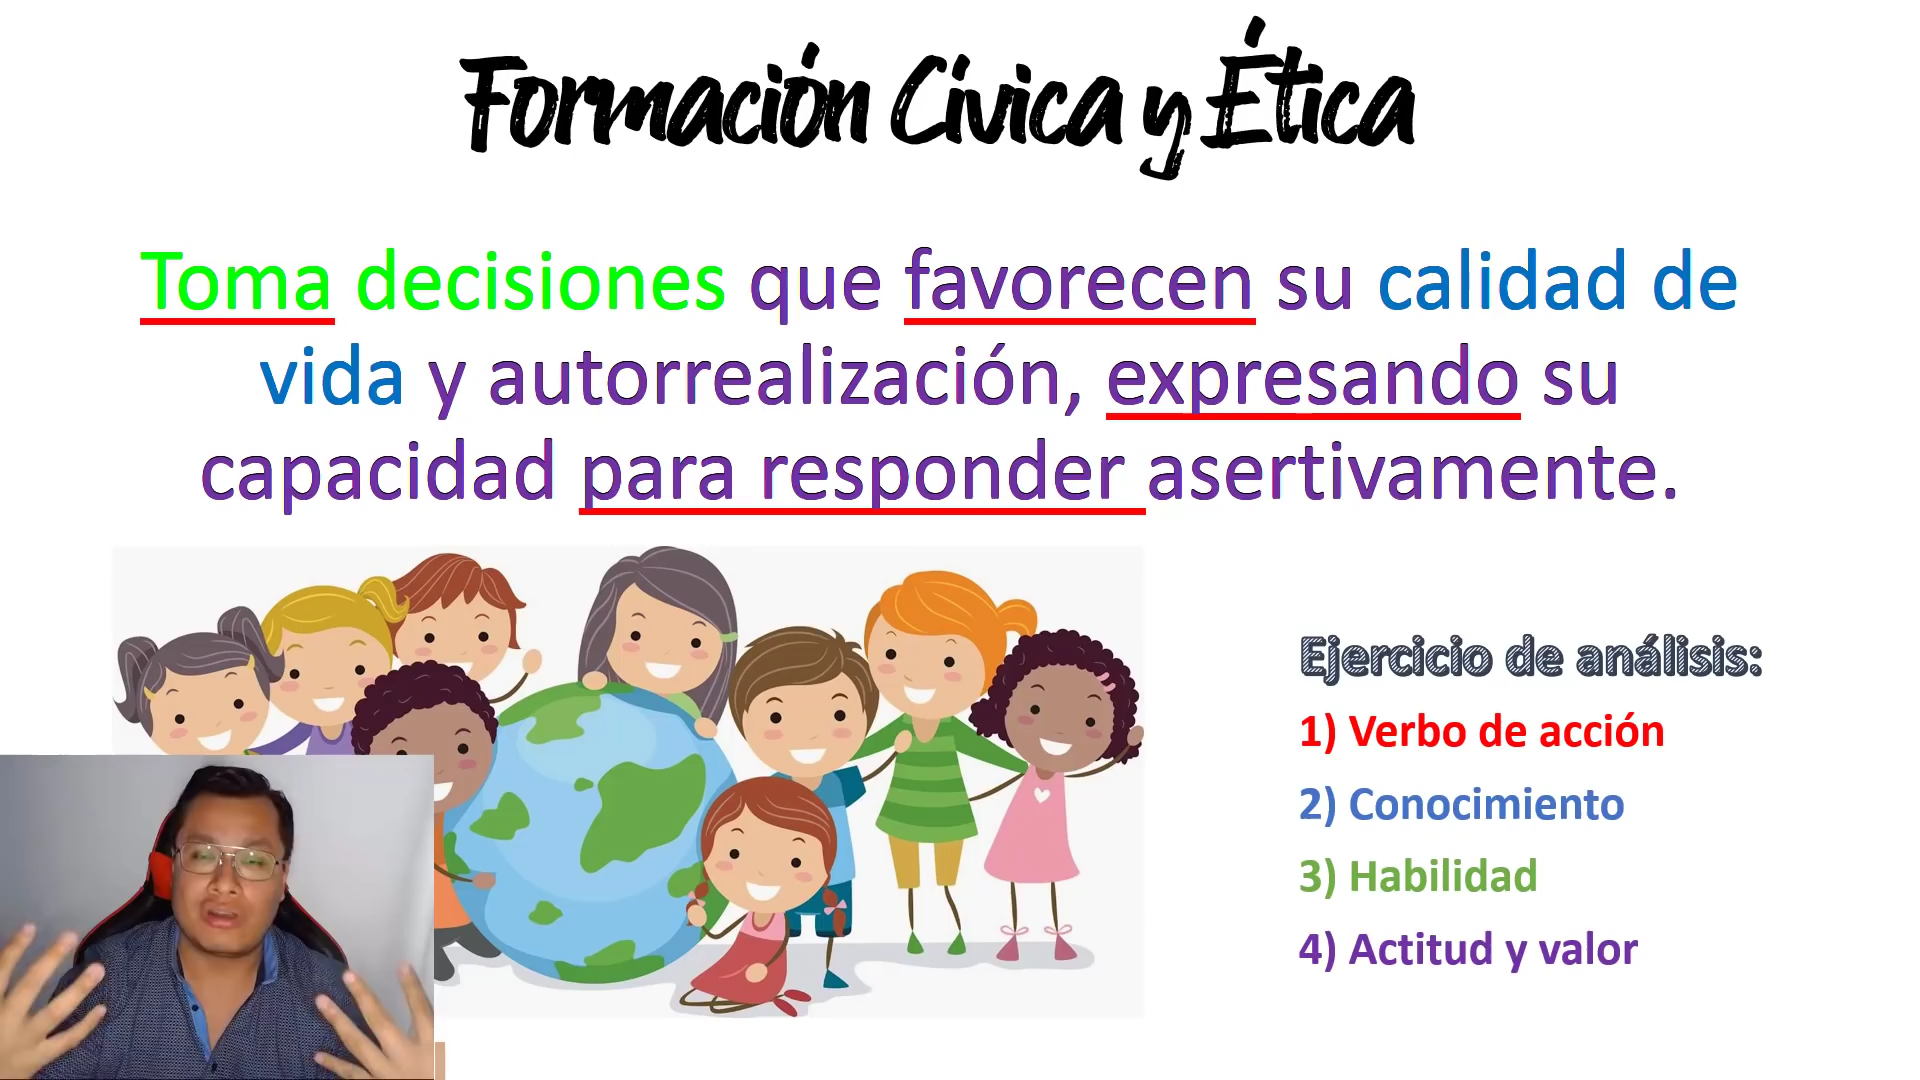 Formación Cívica y Ética
Toma decisiones que favorecen su calidad de
vida y autorrealización, expresando su
capacidad para responder asertivamente.
Ejercicio de análisis:
1) Verbo de acción
2) Conocimiento
3) Habilidad
4) Actitud y valor